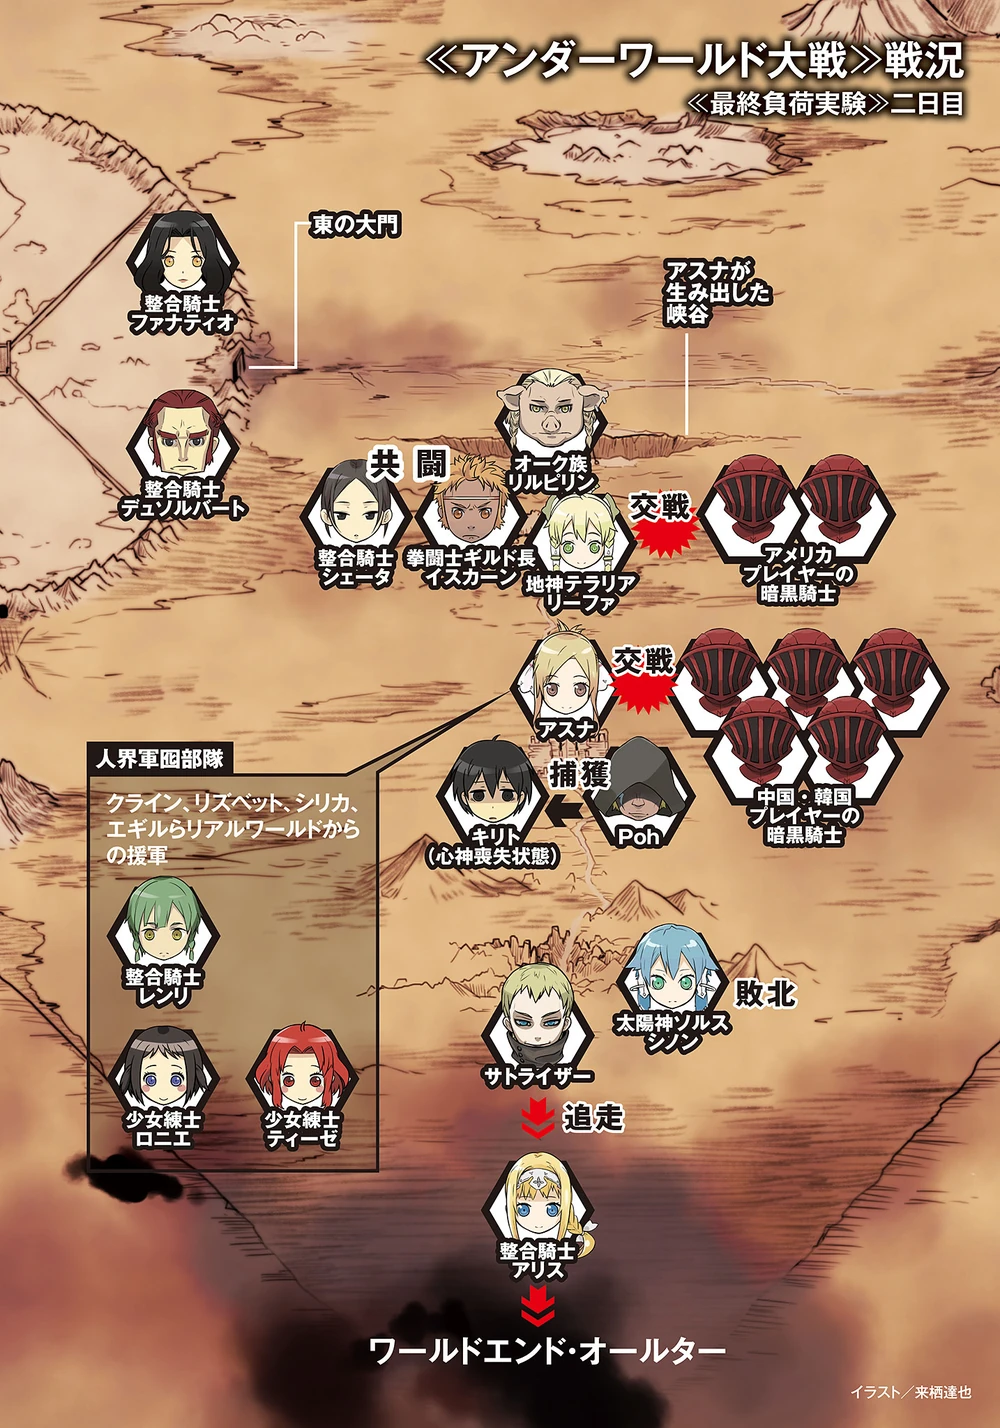 ≪アンダーワールド大戦≫戦況
≪最終負荷実験≫二日目
東の大門
整合騎士
ファナティオ
アスナが
生み出した
峡谷
整合騎士
デュソルバート
共闘
オーク族
リルピリン
整合騎士
シェータ
拳闘士ギルド長
イスカーン
地神テラリア
リーファ
交戦
アメリカ
プレイヤーの
暗黒騎士
アスナ
交戦
中国・韓国
プレイヤーの
暗黒騎士
キリト
(心神喪失状態)
捕獲
PoH
人界軍囮部隊
クライン、リズベット、シリカ、
エギルらリアルワールドから
の援軍
整合騎士
レンリ
少女練士
ロニエ
少女練士
ティーゼ
サトライザー
太陽神ソルス
シノン
敗北
追走
整合騎士
アリス
ワールドエンド・オールター
イラスト/来栖達也